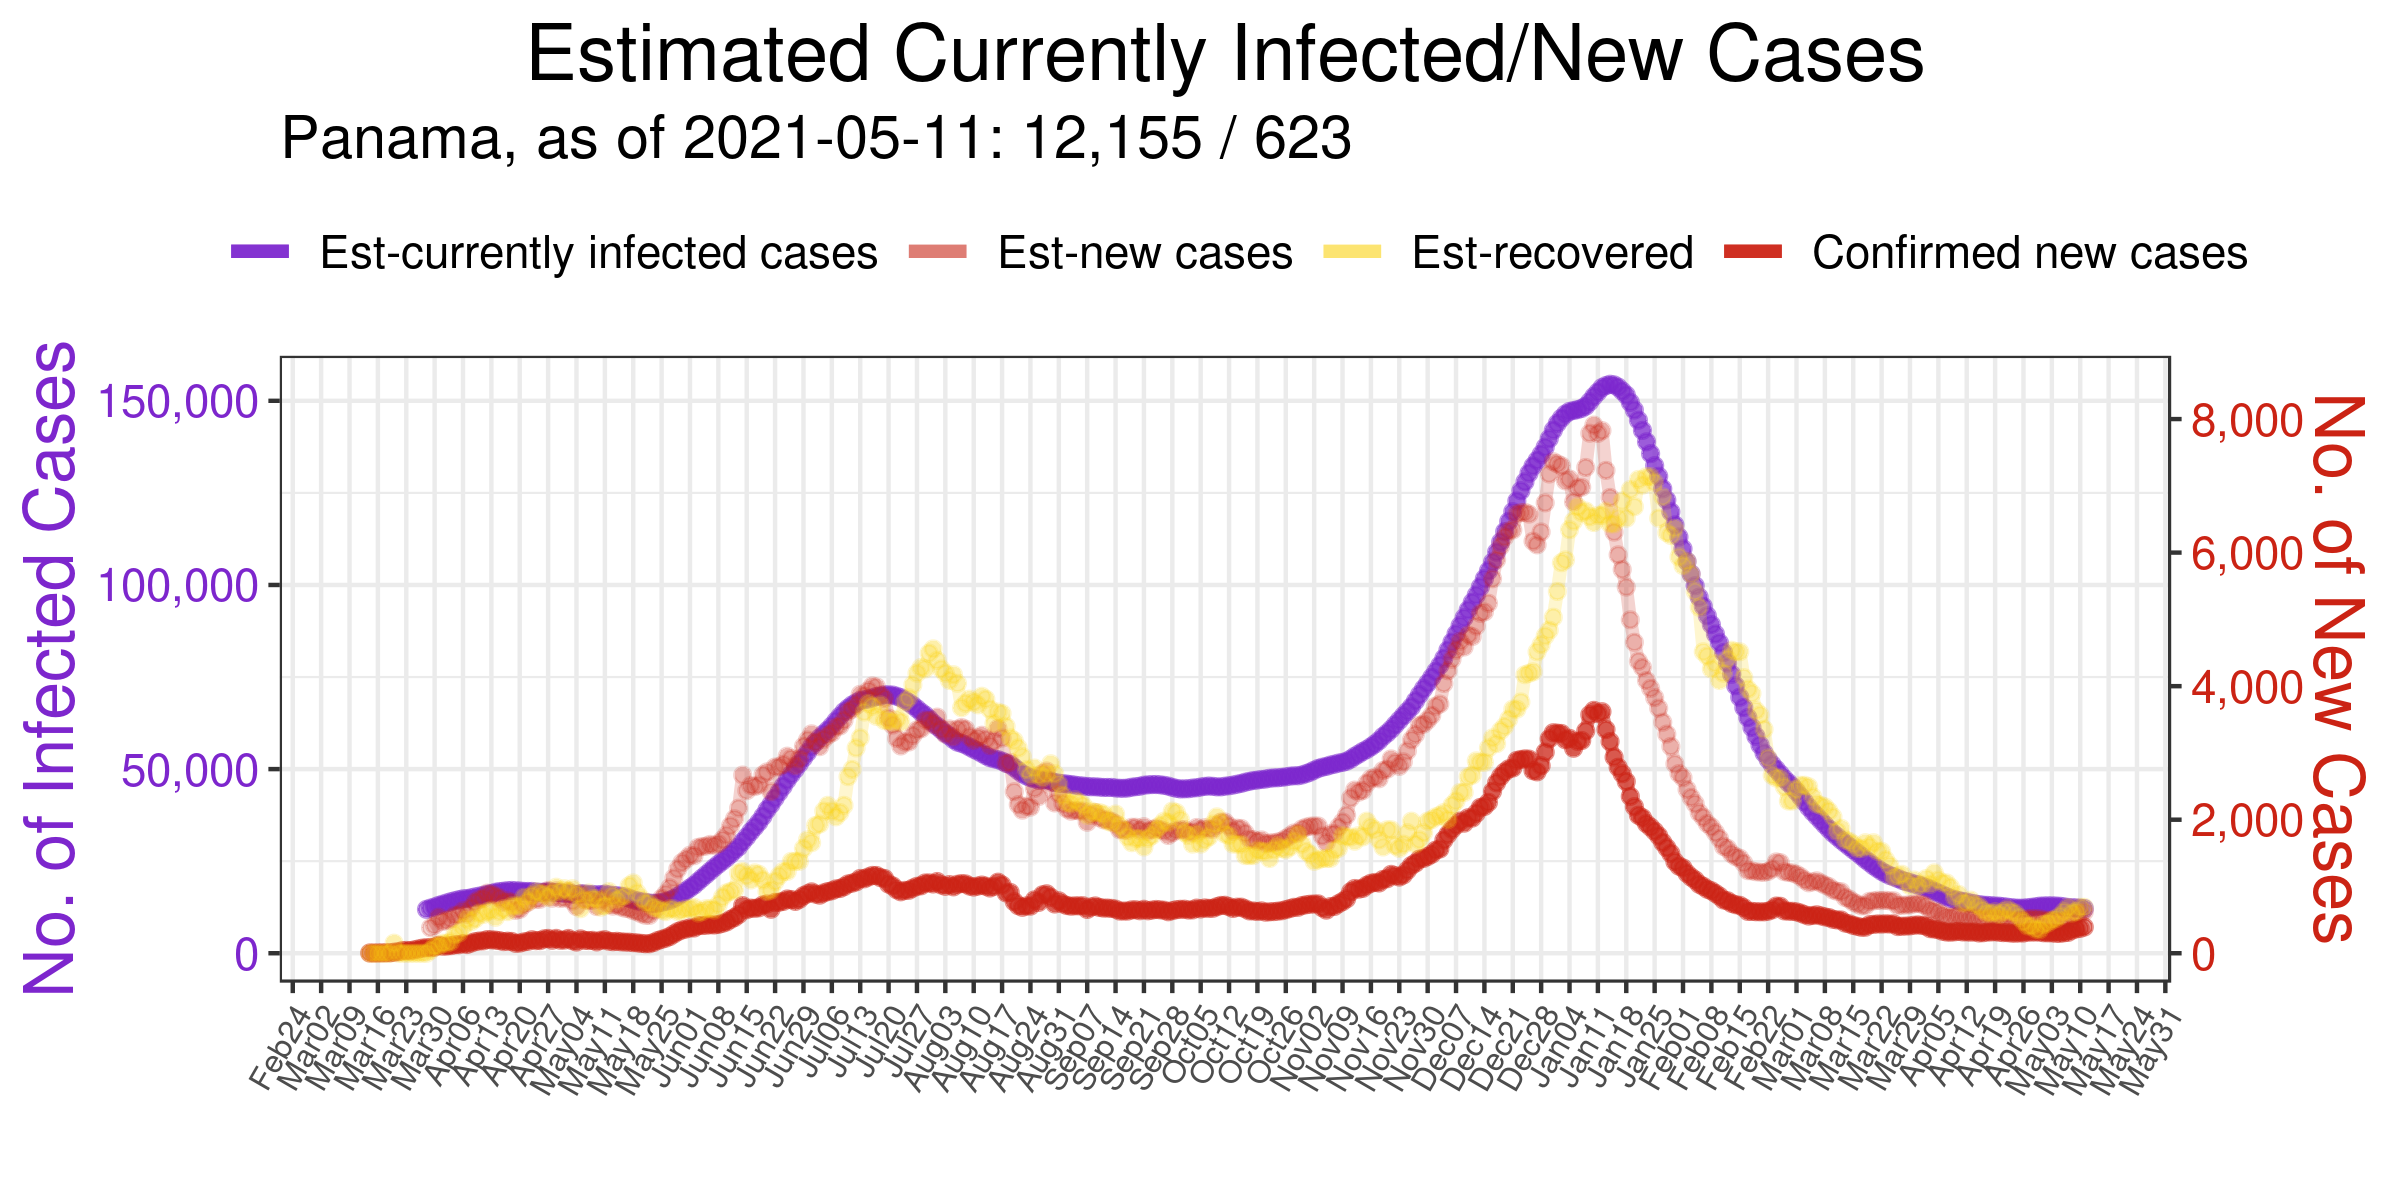 Estimated Currently Infected/New Cases
Panama, as of 2021-05-11: 12,155 / 623
Est-currently infected cases Est-new cases Est-recovered Confirmed new cases
No. of Infected Cases
150,000
100,000
50,000
0
8,000
6,000
4,000
2,000
0
No. of New Cases
Feb24 Mar02 Mar09 Mar16 Mar23 Mar30 Apr06 Apr13 Apr20 Apr27 May04 May11 May18 May25 Jun01 Jun08 Jun15 Jun22 Jun29 Jul06 Jul13 Jul20 Jul27 Aug03 Aug10 Aug17 Aug24 Aug31 Sep07 Sep14 Sep21 Sep28 Oct05 Oct12 Oct19 Oct26 Nov02 Nov09 Nov16 Nov23 Nov30 Dec07 Dec14 Dec21 Dec28 Jan04 Jan11 Jan18 Jan25 Feb01 Feb08 Feb15 Feb22 Mar01 Mar08 Mar15 Mar22 Mar29 Apr05 Apr12 Apr19 Apr26 May03 May10 May17 May24 May31